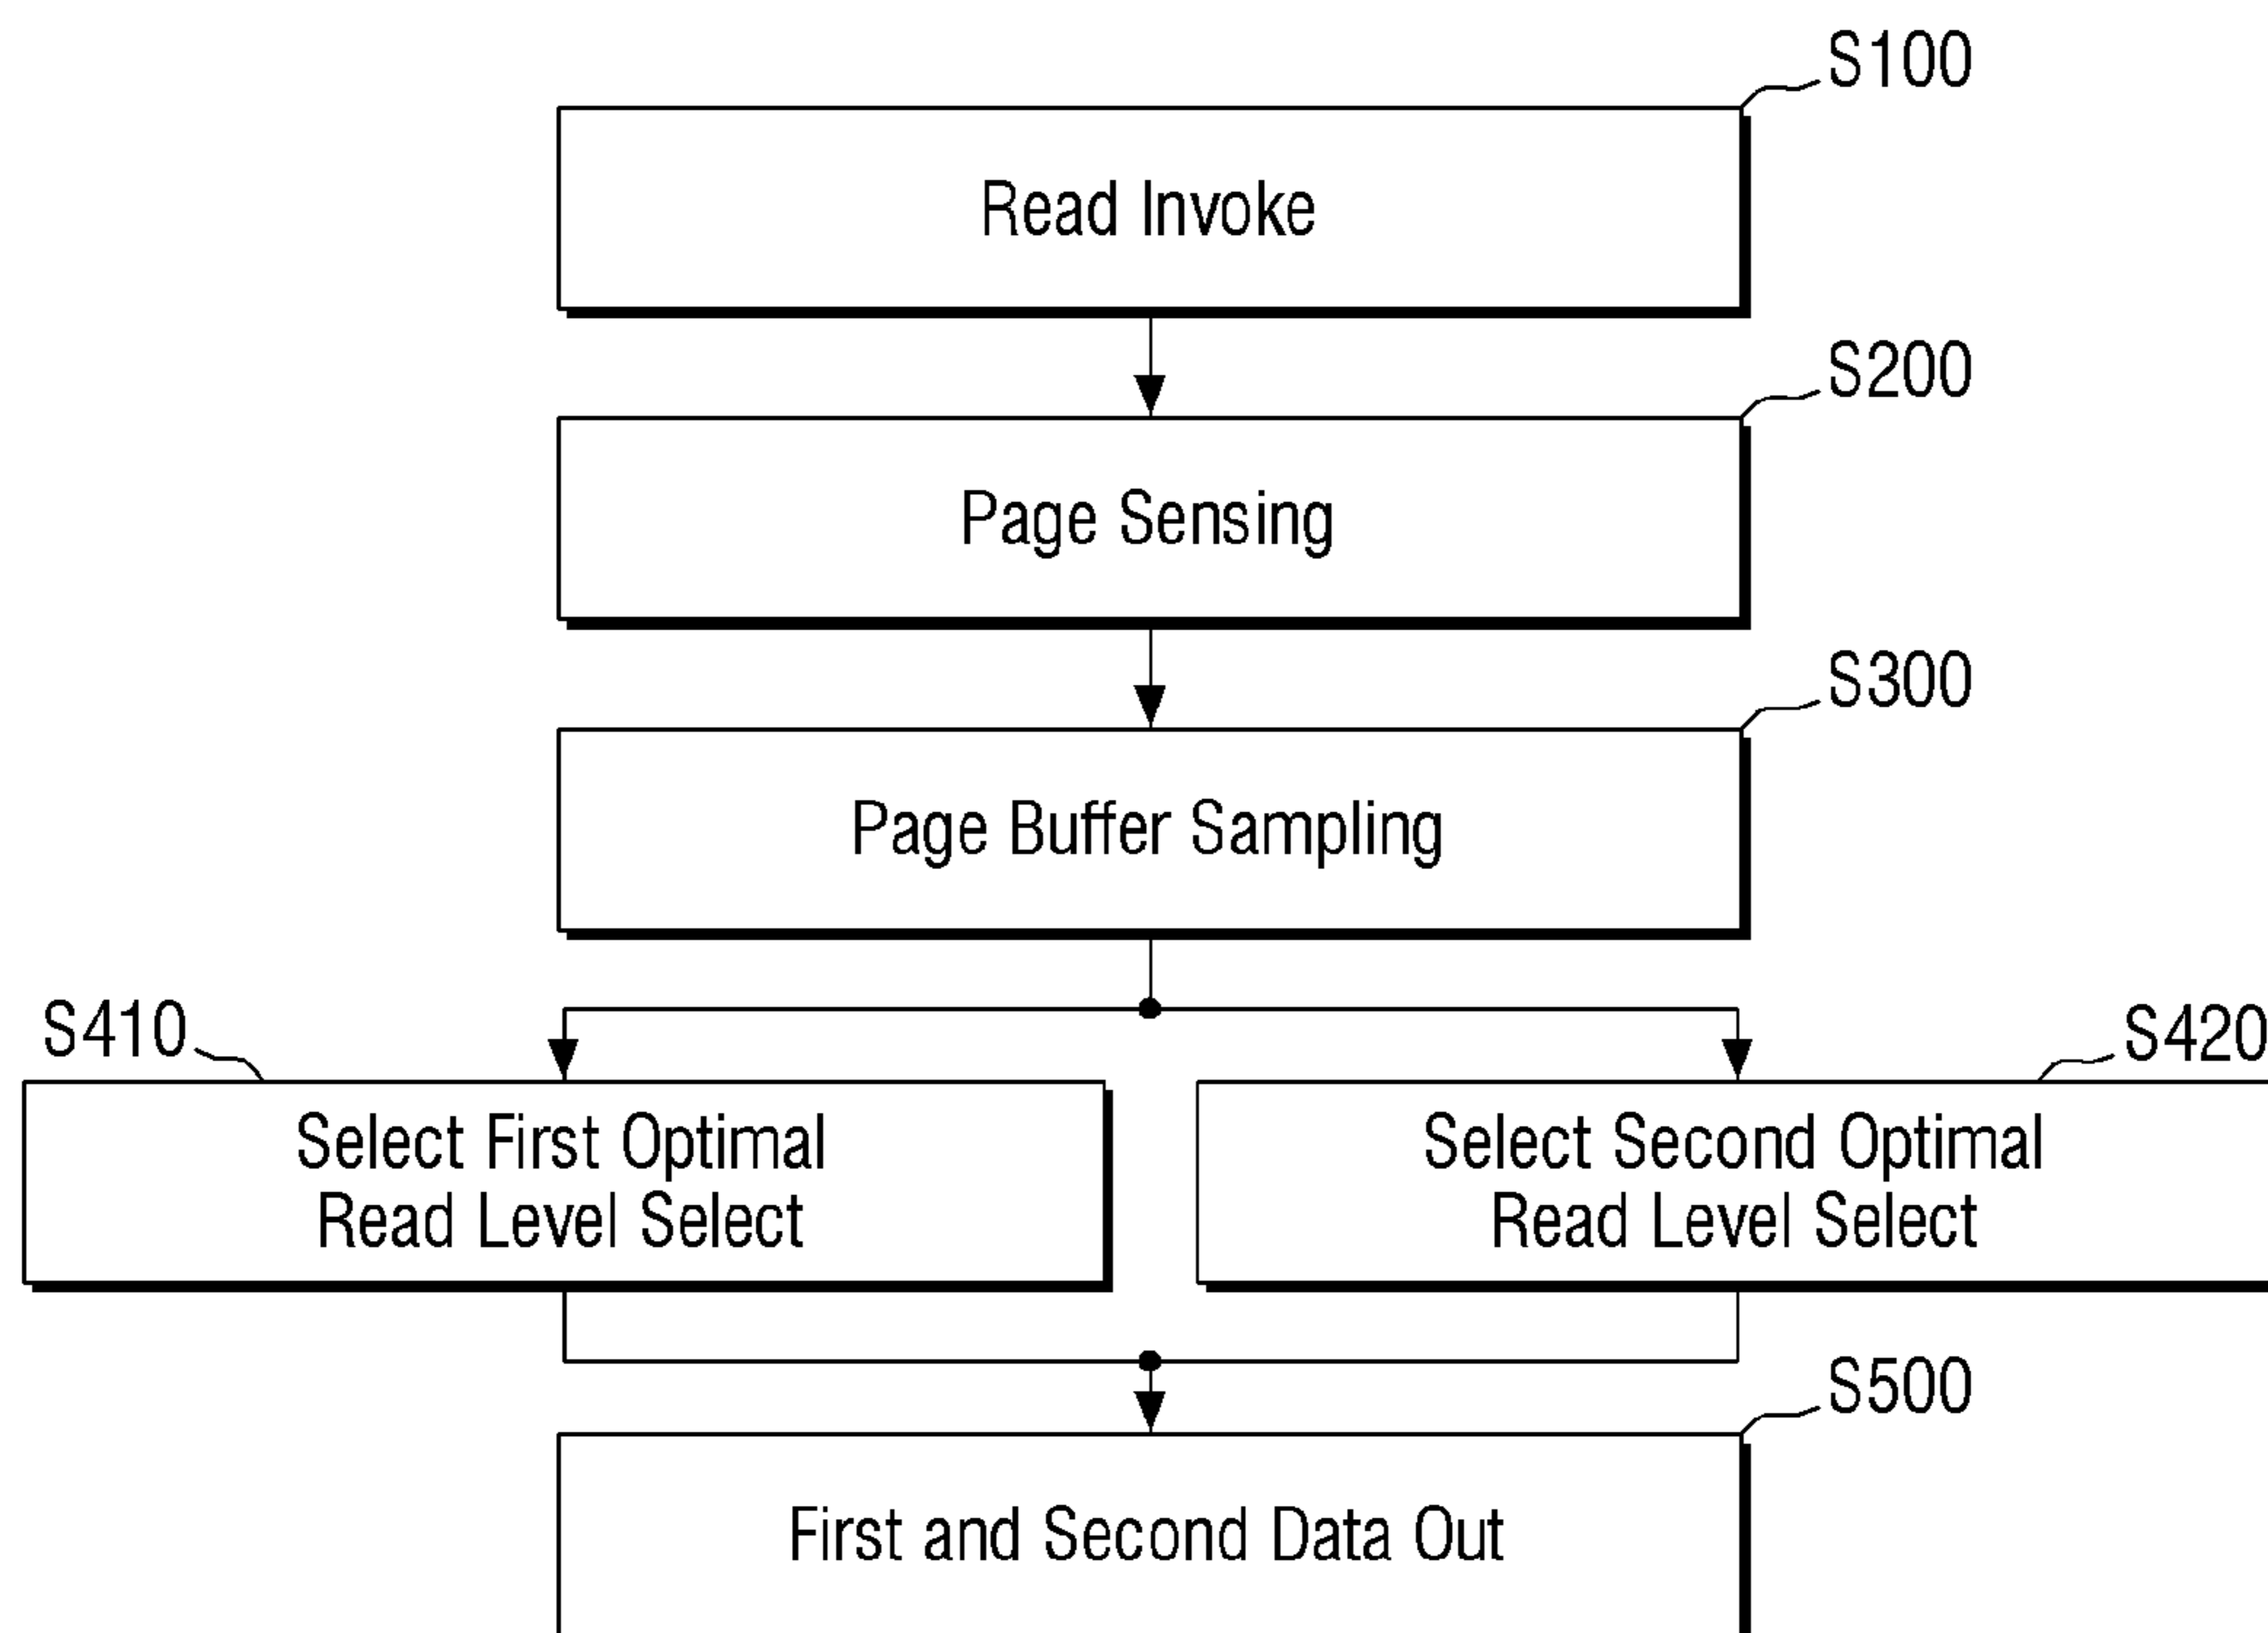 S100
Read Invoke
S200
Page Sensing
S300
Page Buffer Sampling
S410
S420
Select First Optimal
Read Level Select
Select Second Optimal
Read Level Select
S500
First and Second Data Out